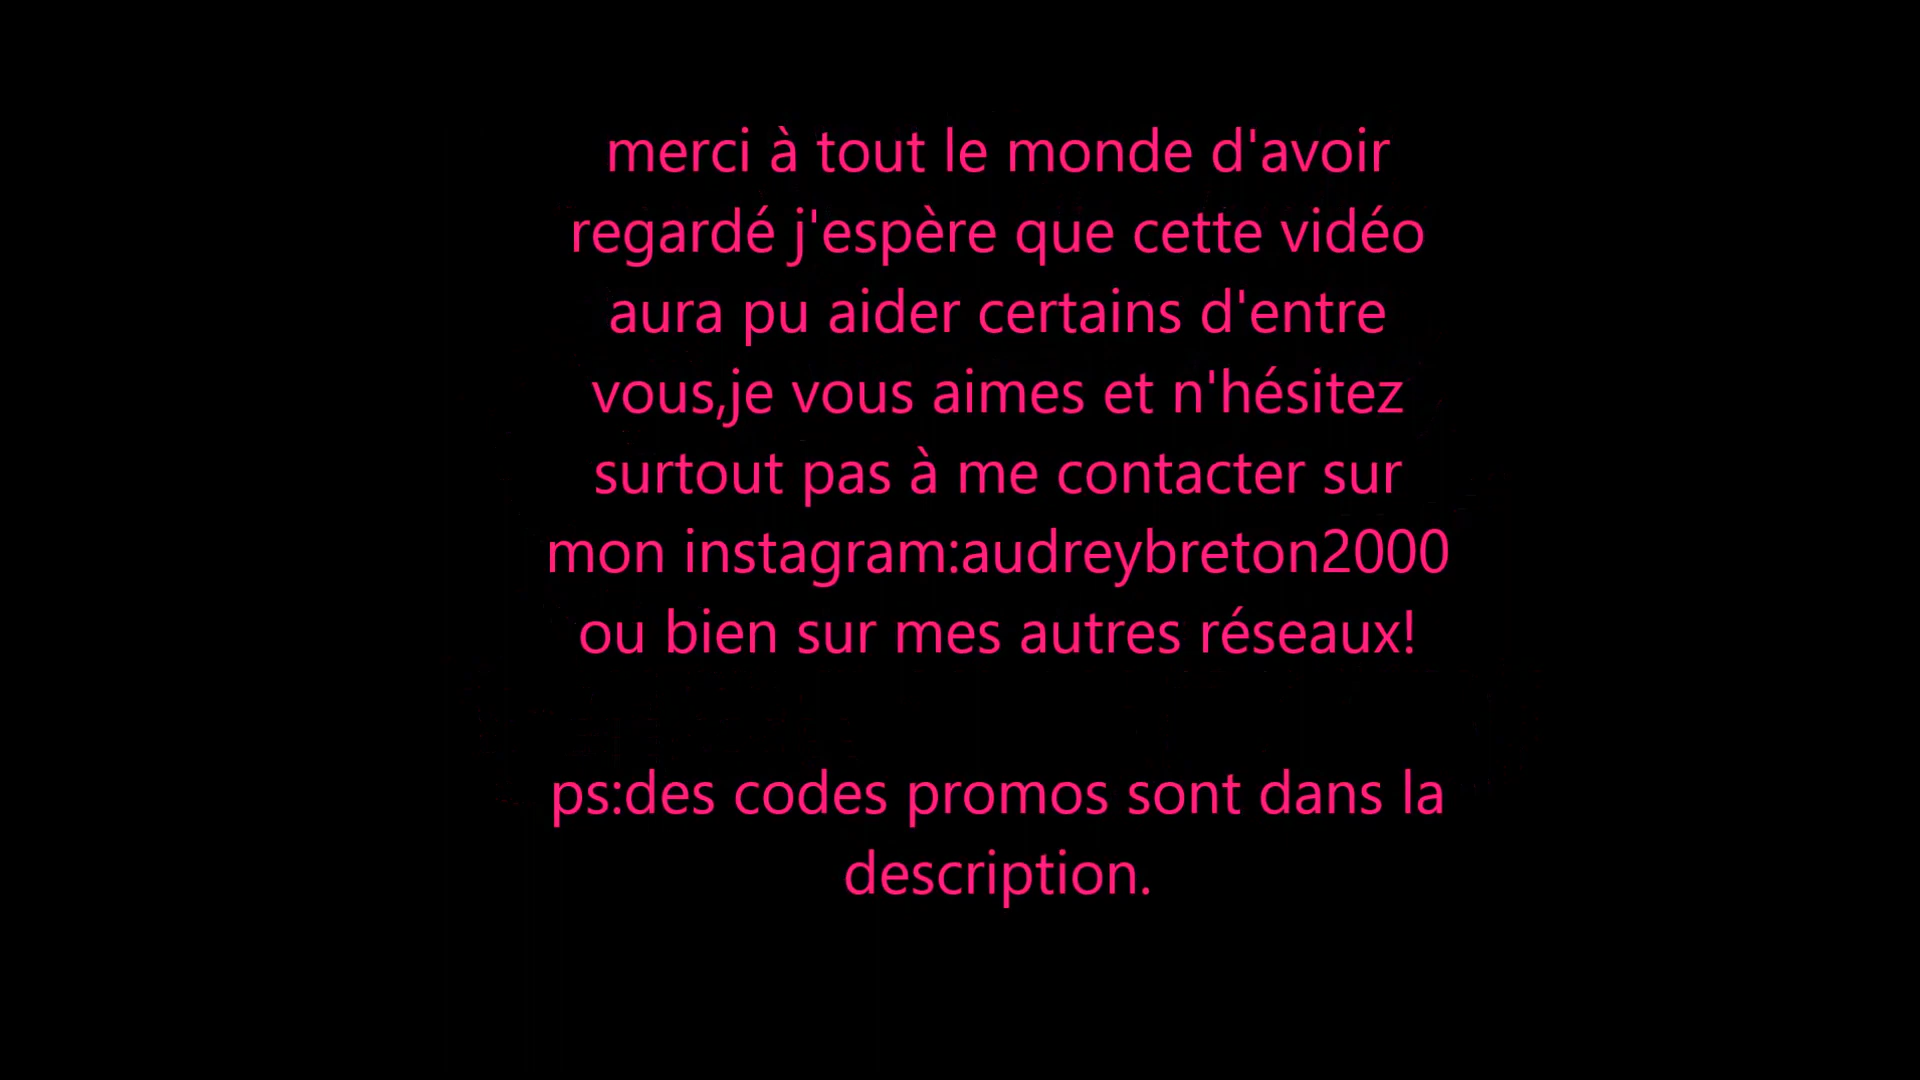 merci à tout le monde d'avoir
regardé j'espère que cette vidéo
aura pu aider certains d'entre
vous,je vous aimes et n'hésitez
surtout pas à me contacter sur
mon instagram:audreybreton2000
ou bien sur mes autres réseaux!
ps:des codes promos sont dans la
description.